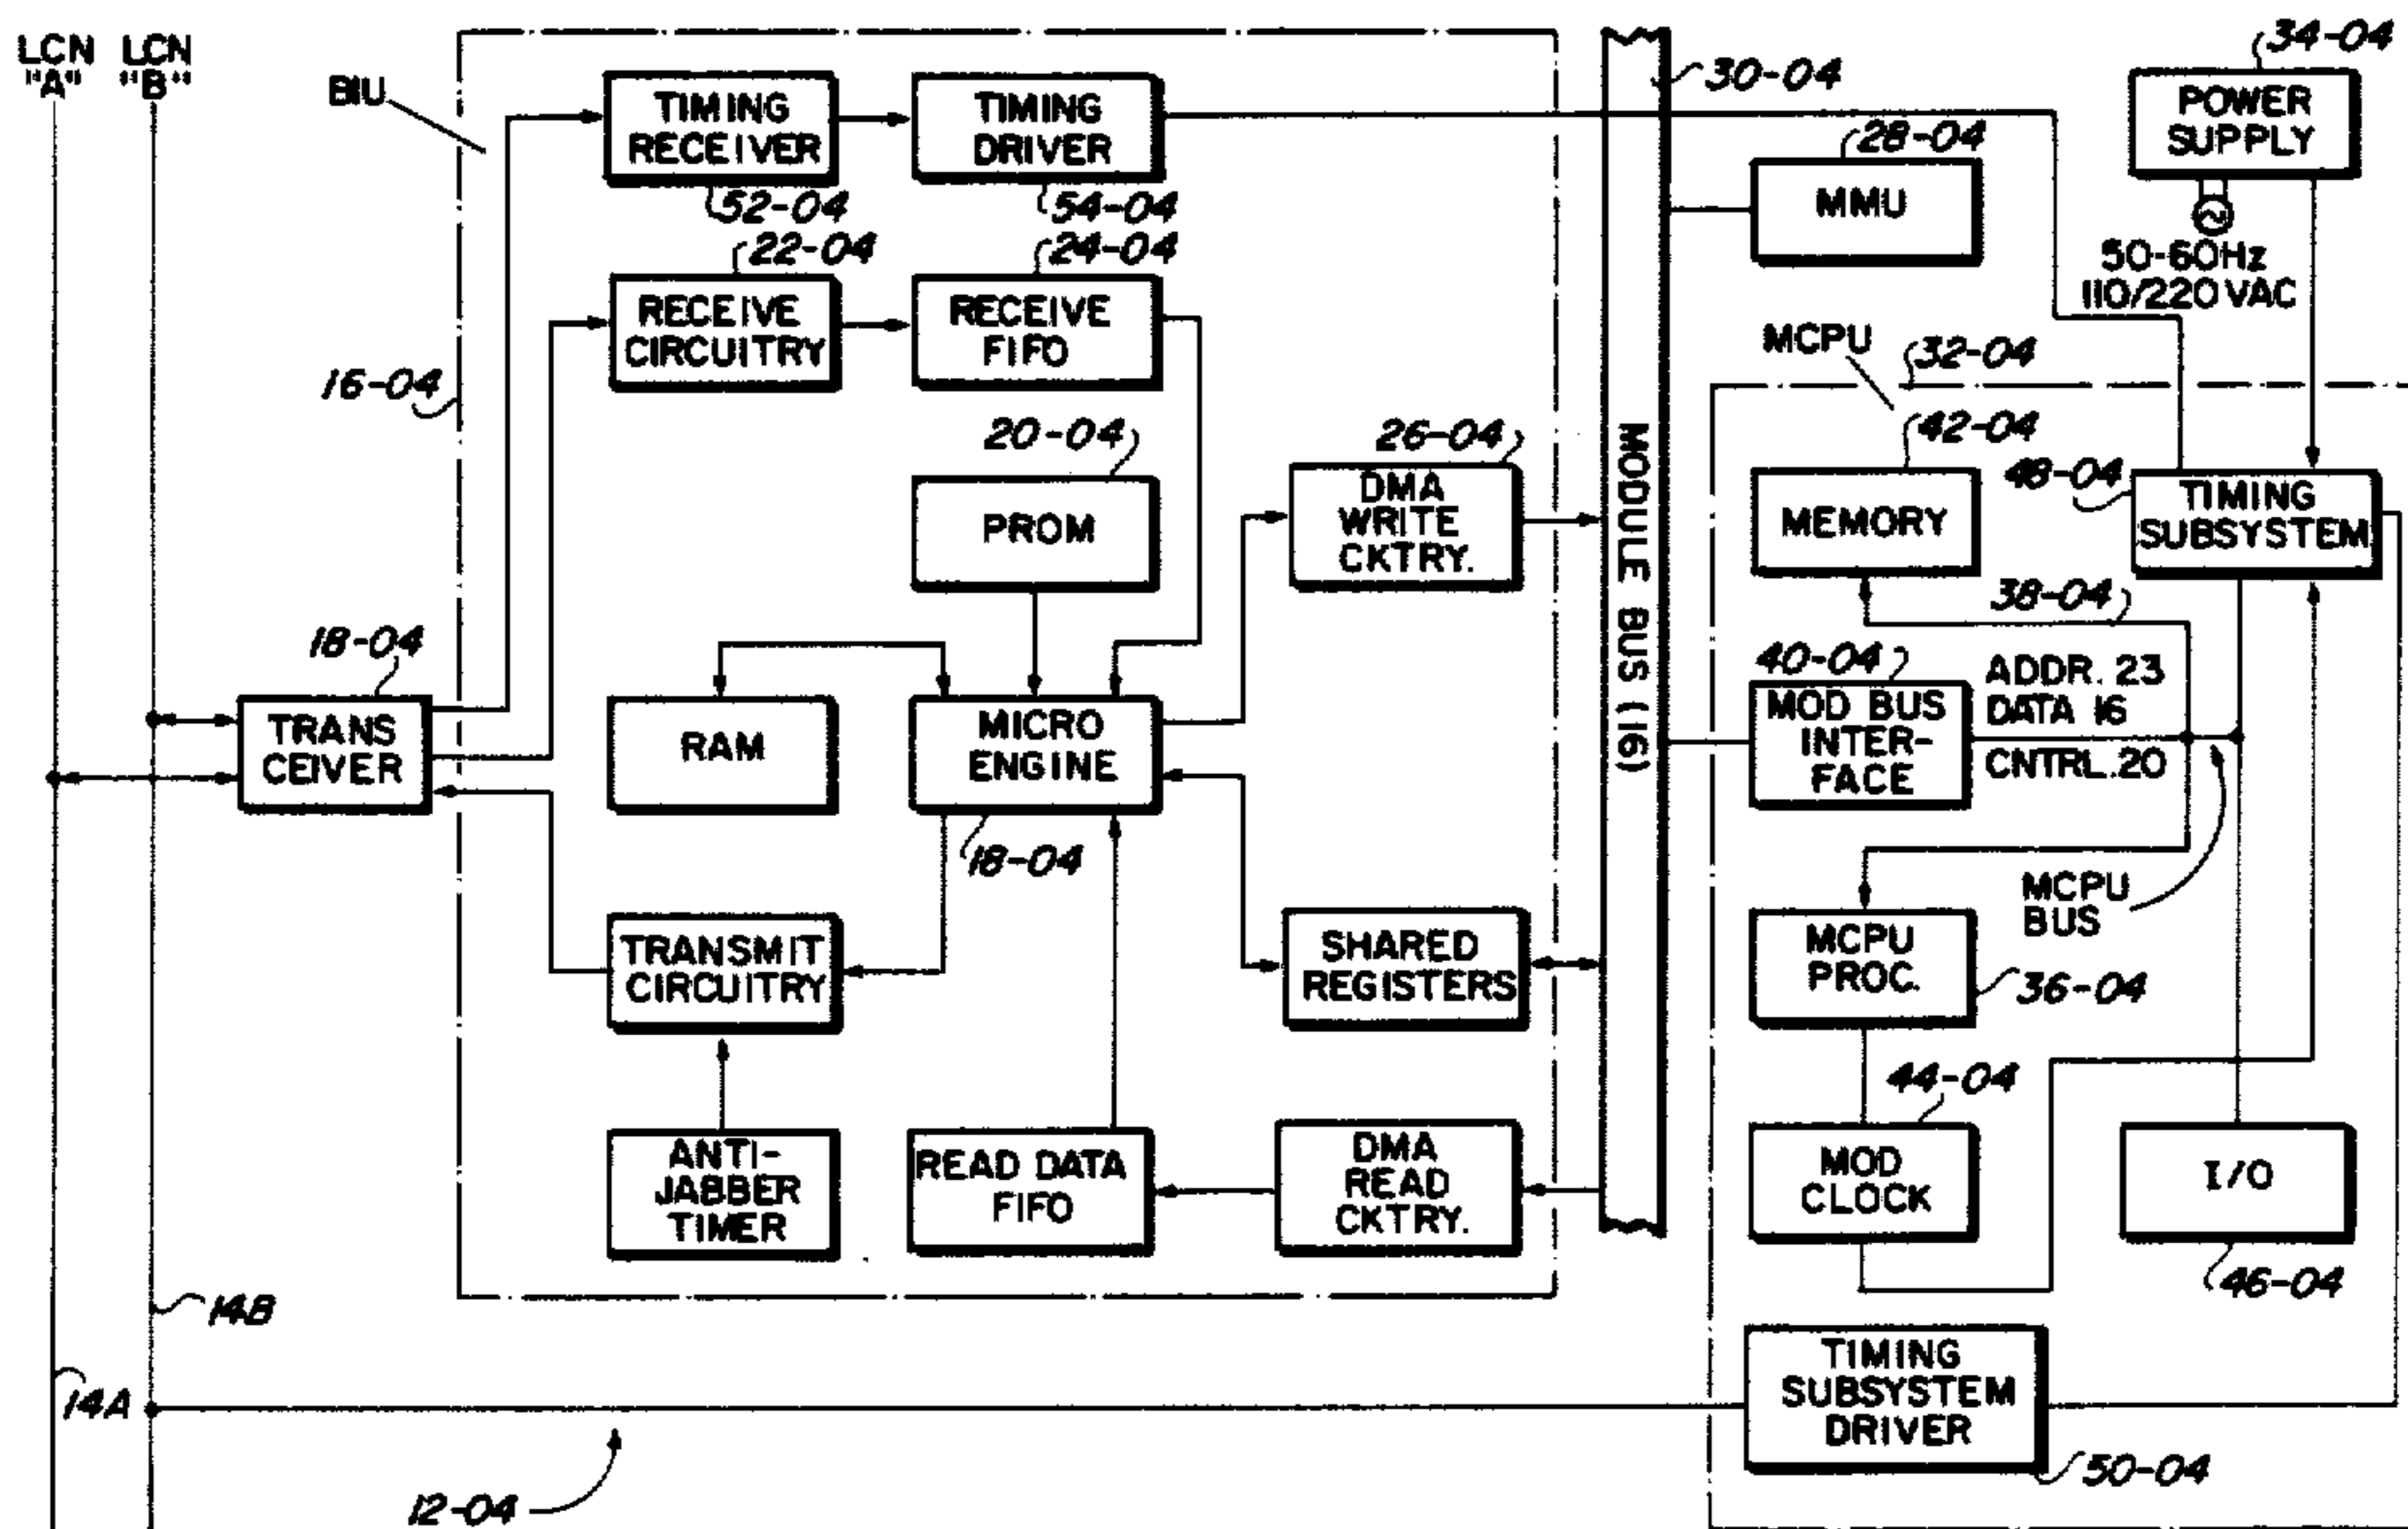 LCN "A"
LCN "B"
BIU
16-04
TIMING
RECEIVER
52-04
TIMING
DRIVER
54-04
22-04
RECEIVE
CIRCUITRY
24-04
RECEIVE
FIFO
20-04
PROM
26-04
DMA
WRITE
CKTRY.
18-04
TRANS
CEIVER
RAM
MICRO
ENGINE
18-04
TRANSMIT
CIRCUITRY
SHARED
REGISTERS
ANTI-
JABBER
TIMER
READ DATA
FIFO
DMA
READ
CKTRY.
MODULE BUS (16)
30-04
28-04
MMU
34-04
POWER
SUPPLY
50-60Hz
110/220 VAC
MCPU
32-04
42-04
MEMORY
48-04
TIMING
SUBSYSTEM
38-04
40-04
MOD BUS
INTER-
FACE
ADDR. 23
DATA 16
CNTRL. 20
MCPU
BUS
MCPU
PROC.
36-04
44-04
MOD
CLOCK
I/O
46-04
TIMING
SUBSYSTEM
DRIVER
50-04
14B
14A
12-04